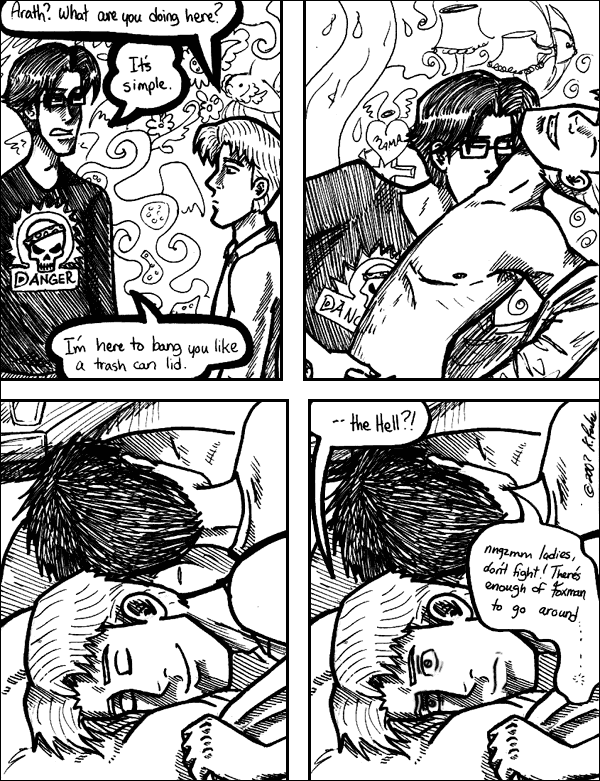 Arath? What are you doing here?
It's
simple.
DANGER
I'm here to bang you like
a trash can lid.
DANG
-- the Hell?!
nngzmm ladies,
don't fight! There's
enough of foxman
to go around
©2007